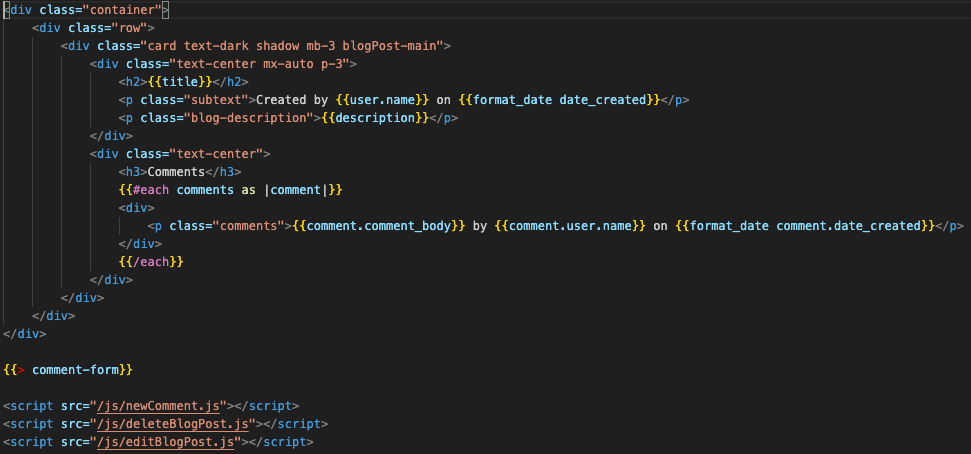 <div class="container">
<div class="row">
<div class="card text-dark shadow mb-3 blogPost-main">
<div class="text-center mx-auto p-3">
<h2>{{title}}</h2>
<p class="subtext">Created by {{user.name}} on {{format_date date_created}}</p>
<p class="blog-description">{{description}}</p>
</div>
<div class="text-center">
<h3>Comments</h3>
{{#each comments as |comment|}}
<div>
<p class="comments">{{comment.comment_body}} by {{comment.user.name}} on {{format_date comment.date_created}}</p>
</div>
{{/each}}
</div>
</div>
</div>
</div>
{{> comment-form}}
<script src="/js/newComment.js"></script>
<script src="/js/deleteBlogPost.js"></script>
<script src="/js/editBlogPost.js"></script>